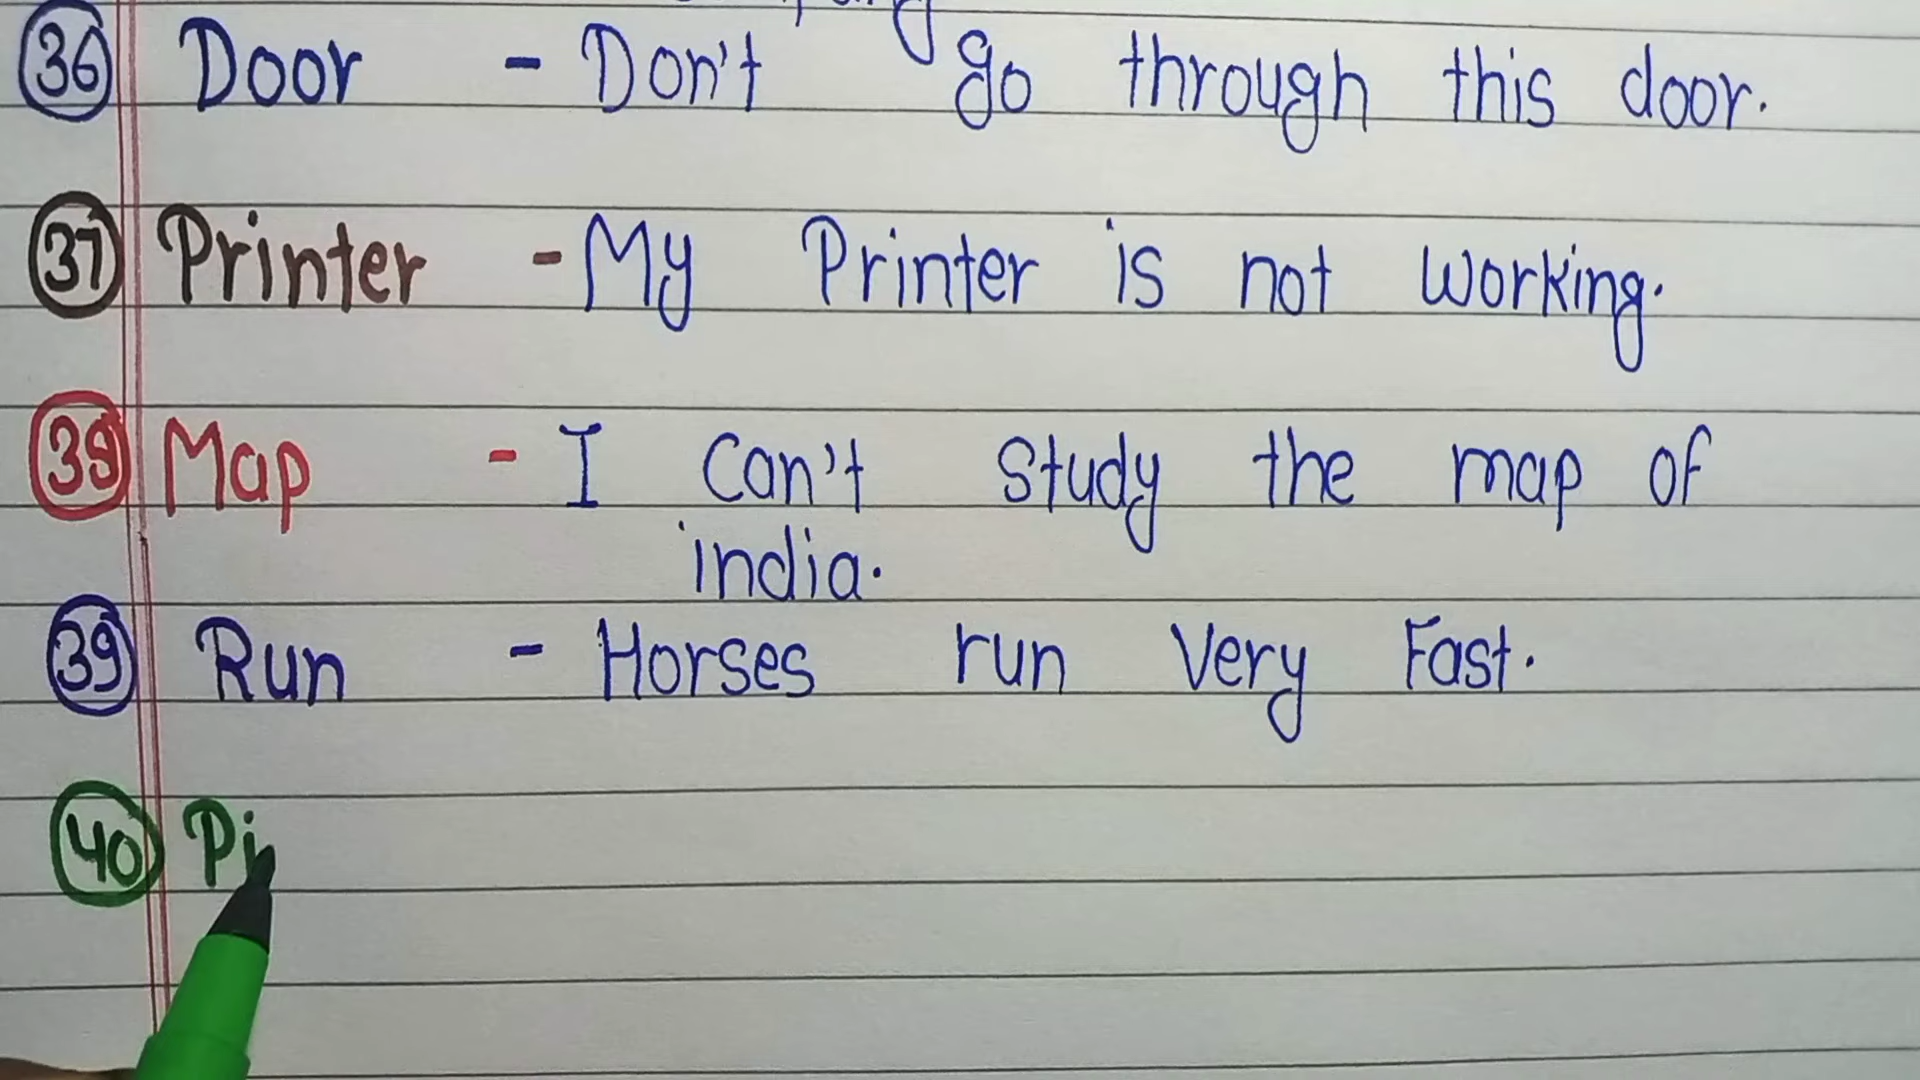 36 Door - Don't go through this door.
37 Printer - My Printer is not working.
38 Map - I Can't Study the map of
india.
39 Run - Horses run Very Fast.
40 Pi